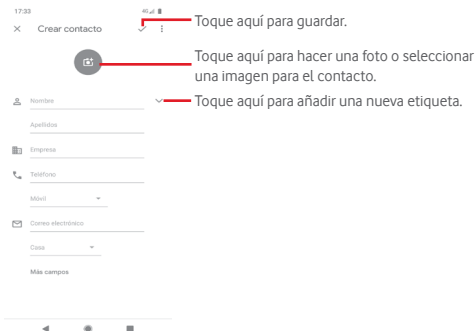 17:33
4G
Crear contacto
Toque aquí para guardar.
Toque aquí para hacer una foto o seleccionar
una imagen para el contacto.
Nombre
Toque aquí para añadir una nueva etiqueta.
Apellidos
Empresa
Teléfono
Móvil
Correo electrónico
Casa
Más campos